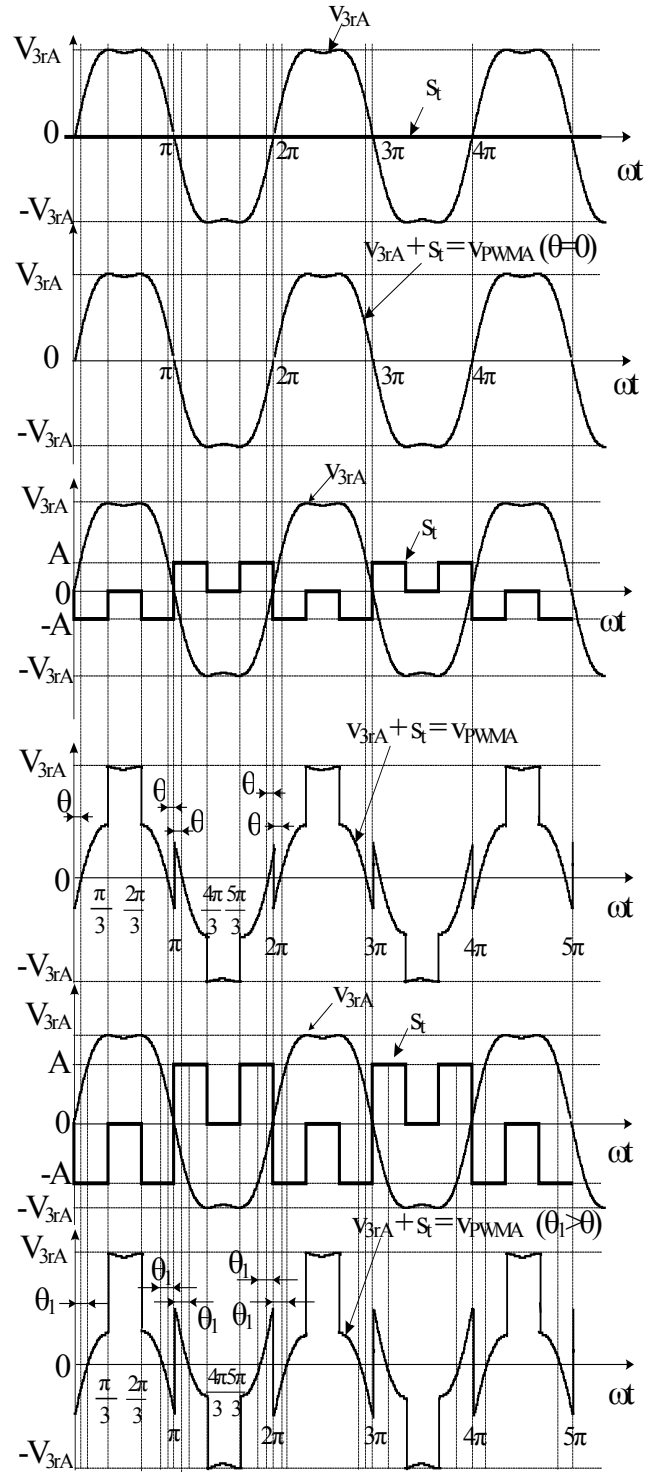 V3rA v3rA
st
0
π 2π 3π 4π
ωt
-V3rA
v3rA + st = vPWMA (θ=0)
V3rA
0
π 2π 3π 4π
ωt
-V3rA
V3rA v3rA
A st
0
-A ωt
-V3rA
v3rA + st = vPWMA
V3rA
θ θ θ
θ θ
0
π/3 2π/3 4π/3 5π/3
ωt
π 2π 3π 4π 5π
-V3rA
V3rA v3rA
A st
0
-A ωt
-V3rA
v3rA + st = vPWMA (θ1>θ)
V3rA
θ1 θ1 θ1
θ1 θ1
0
ωt
π/3 2π/3 4π/3 5π/3
π 2π 3π 4π 5π
-V3rA